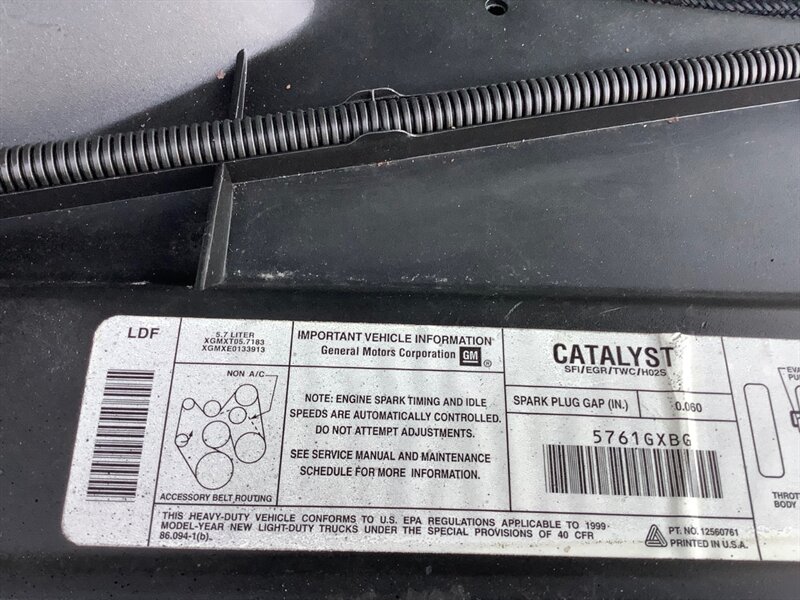 LDF
5.7 LITER
XGMXT05.7183
XGMXE0133913
IMPORTANT VEHICLE INFORMATION
General Motors Corporation GM ®
CATALYST
SFI/EGR/TWC/HO2S
NON A/C
NOTE: ENGINE SPARK TIMING AND IDLE
SPEEDS ARE AUTOMATICALLY CONTROLLED.
DO NOT ATTEMPT ADJUSTMENTS.
SEE SERVICE MANUAL AND MAINTENANCE
SCHEDULE FOR MORE INFORMATION.
SPARK PLUG GAP (IN.) 0.060
5761GXBG
ACCESSORY BELT ROUTING
THROTT
BODY
THIS HEAVY-DUTY VEHICLE CONFORMS TO U.S. EPA REGULATIONS APPLICABLE TO 1999
MODEL-YEAR NEW LIGHT-DUTY TRUCKS UNDER THE SPECIAL PROVISIONS OF 40 CFR
86.094-1(b).
PT. NO. 12560761
PRINTED IN U.S.A.